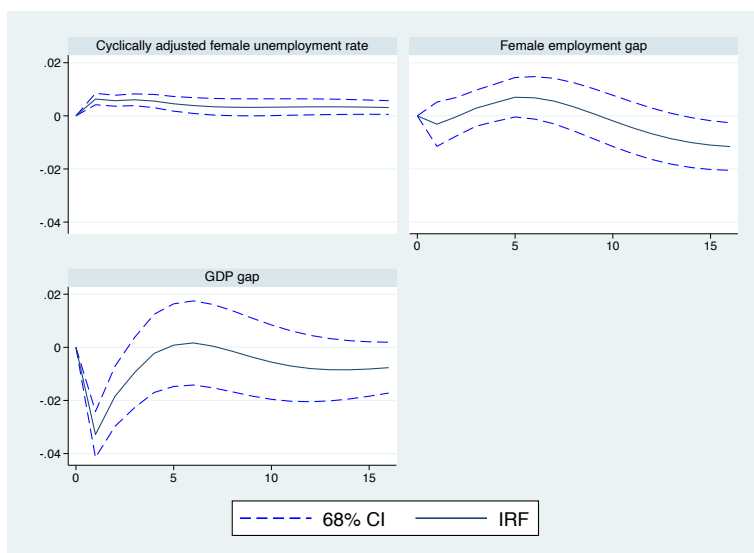 Cyclically adjusted female unemployment rate
.02
0
-.02
-.04
Female employment gap
0 5 10 15
GDP gap
.02
0
-.02
-.04
0 5 10 15
68% CI IRF